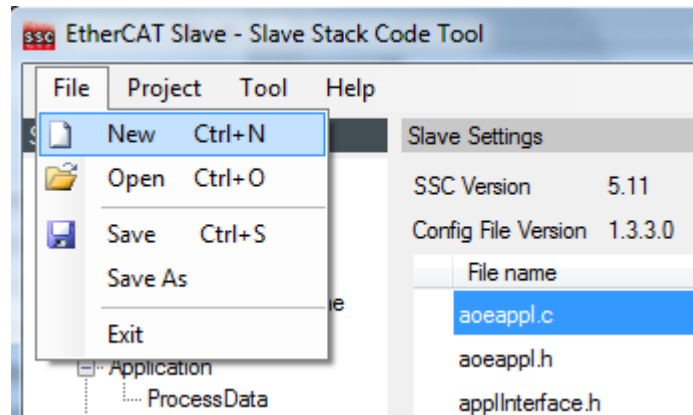 ssc EtherCAT Slave - Slave Stack Code Tool
File Project Tool Help
New Ctrl+N
Open Ctrl+O
Save Ctrl+S
Save As
Exit
Application
ProcessData
Slave Settings
SSC Version 5.11
Config File Version 1.3.3.0
File name
aoeappl.c
aoeappl.h
applInterface.h